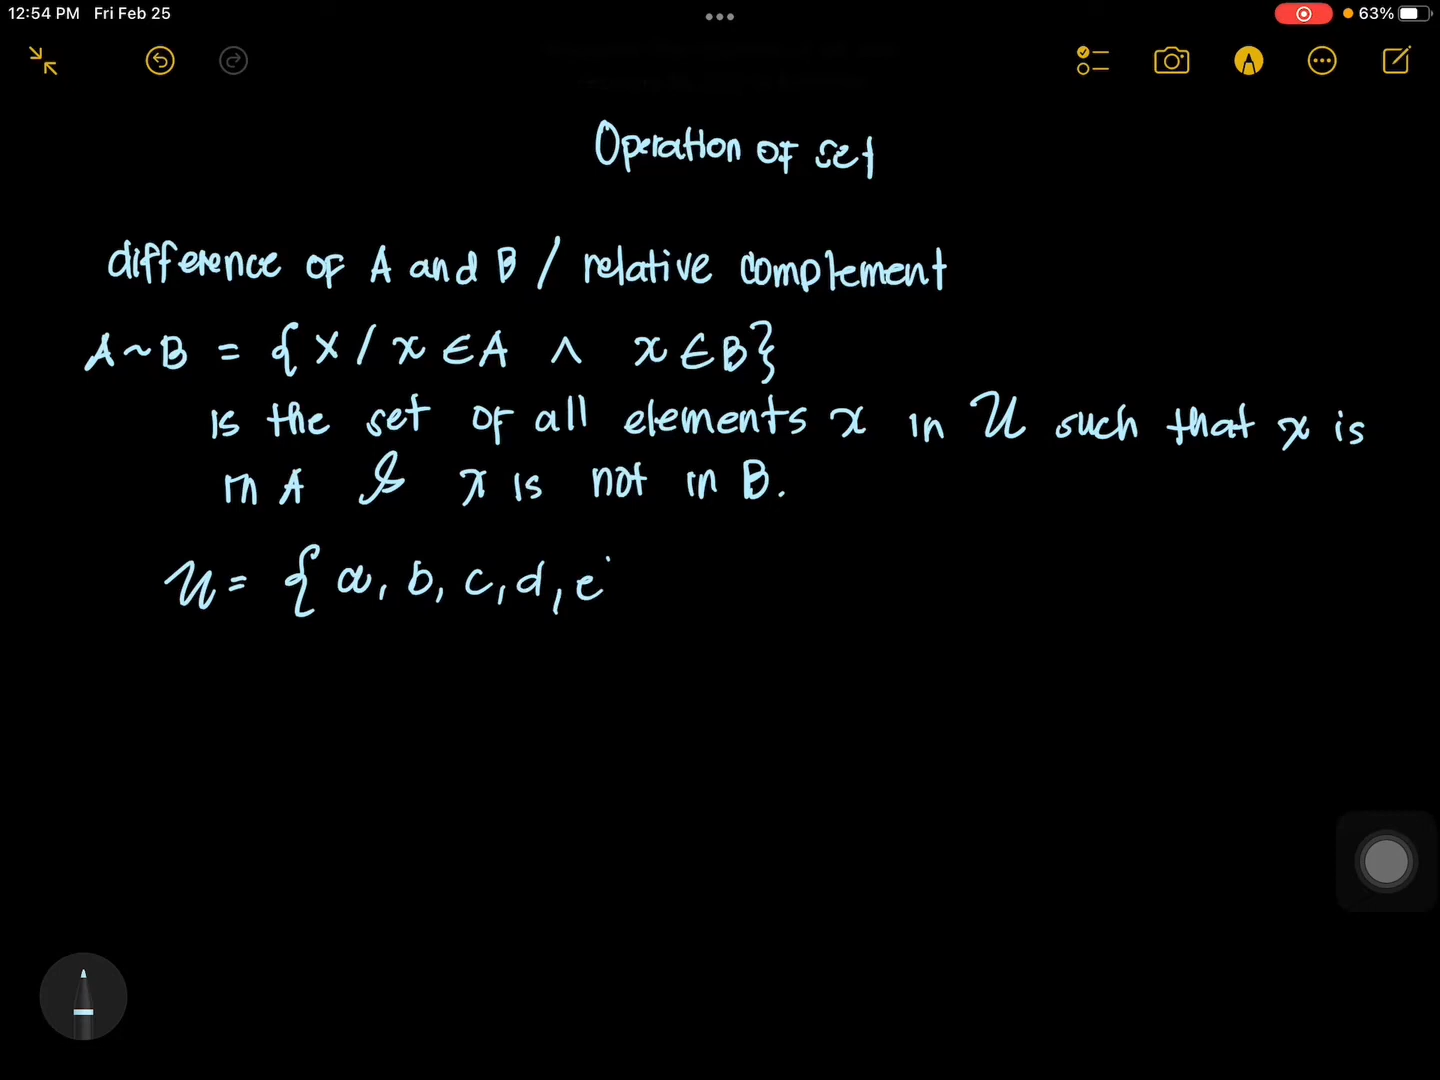 12:54 PM Fri Feb 25
63%
Operation of set
difference of A and B / relative complement
A ~ B = { x / x ∈ A ∧ x ∈ B }
is the set of all elements x in U such that x is
in A & x is not in B.
U = { a, b, c, d, e